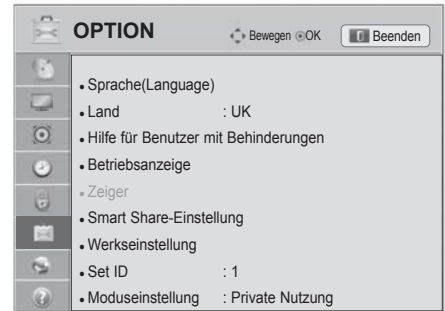 OPTION
Bewegen OK Beenden
Sprache(Language)
Land : UK
Hilfe für Benutzer mit Behinderungen
Betriebsanzeige
Zeiger
Smart Share-Einstellung
Werkseinstellung
Set ID : 1
Moduseinstellung : Private Nutzung